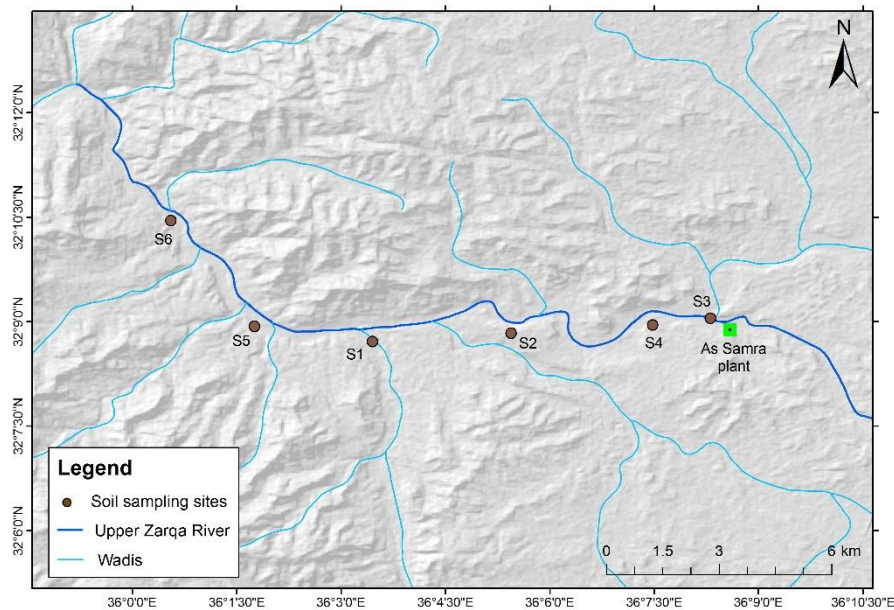 N
32°12'0"N
32°10'30"N
32°9'0"N
32°7'30"N
32°6'0"N
S6
S5
S1
S2
S4
S3
As Samra
plant
Legend
Soil sampling sites
Upper Zarqa River
Wadis
0 1.5 3 6 km
36°0'0"E 36°1'30"E 36°3'0"E 36°4'30"E 36°6'0"E 36°7'30"E 36°9'0"E 36°10'30"E